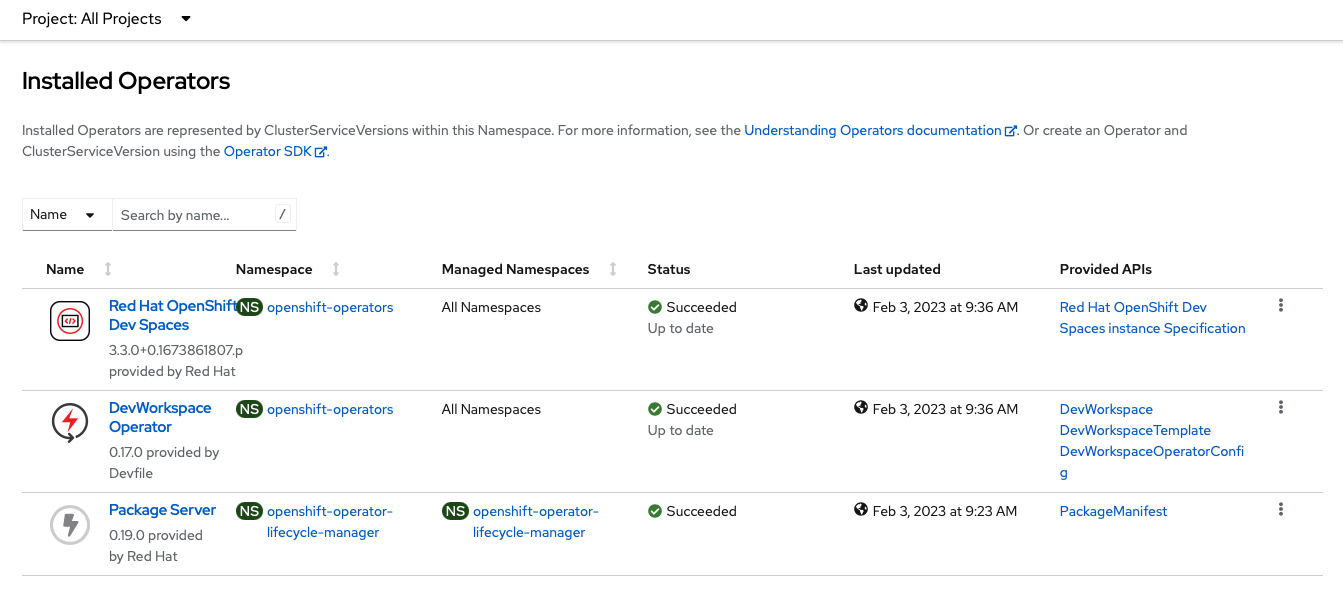 Project: All Projects
Installed Operators
Installed Operators are represented by ClusterServiceVersions within this Namespace. For more information, see the Understanding Operators documentation. Or create an Operator and
ClusterServiceVersion using the Operator SDK.
Name Search by name... /
Name Namespace Managed Namespaces Status Last updated Provided APIs
Red Hat OpenShift NS openshift-operators All Namespaces Succeeded Feb 3, 2023 at 9:36 AM Red Hat OpenShift Dev
Dev Spaces Up to date Spaces instance Specification
3.3.0+0.1673861807.p
provided by Red Hat
DevWorkspace NS openshift-operators All Namespaces Succeeded Feb 3, 2023 at 9:36 AM DevWorkspace
Operator Up to date DevWorkspaceTemplate
0.17.0 provided by DevWorkspaceOperatorConfi
Devfile g
Package Server NS openshift-operator- NS openshift-operator- Succeeded Feb 3, 2023 at 9:23 AM PackageManifest
0.19.0 provided lifecycle-manager lifecycle-manager
by Red Hat